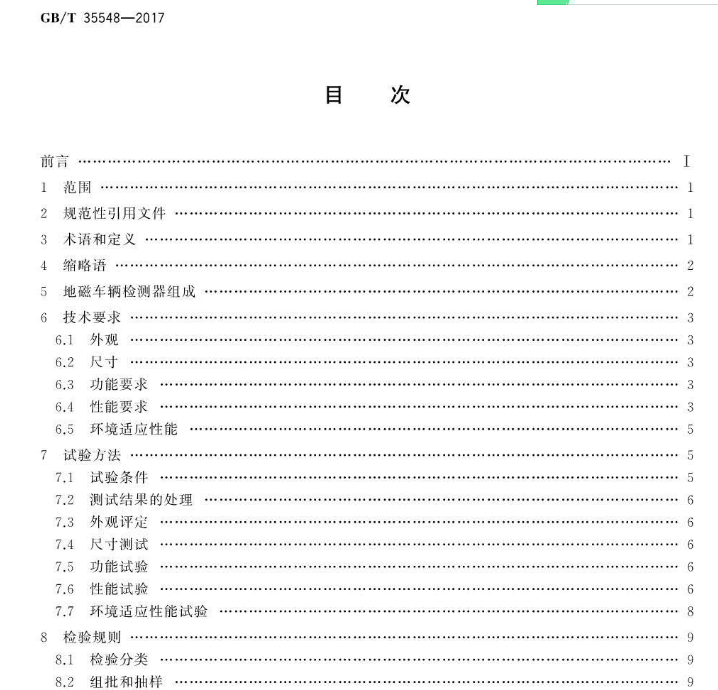 GB/T 35548—2017
目 次
前言 …………………………………………………………………………………………………… Ⅰ
1 范围 ………………………………………………………………………………………………… 1
2 规范性引用文件 …………………………………………………………………………………… 1
3 术语和定义 ………………………………………………………………………………………… 1
4 缩略语 ……………………………………………………………………………………………… 2
5 地磁车辆检测器组成 ……………………………………………………………………………… 2
6 技术要求 …………………………………………………………………………………………… 3
6.1 外观 ……………………………………………………………………………………………… 3
6.2 尺寸 ……………………………………………………………………………………………… 3
6.3 功能要求 ………………………………………………………………………………………… 3
6.4 性能要求 ………………………………………………………………………………………… 3
6.5 环境适应性能 …………………………………………………………………………………… 5
7 试验方法 …………………………………………………………………………………………… 5
7.1 试验条件 ………………………………………………………………………………………… 5
7.2 测试结果的处理 ………………………………………………………………………………… 6
7.3 外观评定 ………………………………………………………………………………………… 6
7.4 尺寸测试 ………………………………………………………………………………………… 6
7.5 功能试验 ………………………………………………………………………………………… 6
7.6 性能试验 ………………………………………………………………………………………… 6
7.7 环境适应性能试验 ……………………………………………………………………………… 8
8 检验规则 …………………………………………………………………………………………… 9
8.1 检验分类 ………………………………………………………………………………………… 9
8.2 组批和抽样 ……………………………………………………………………………………… 9